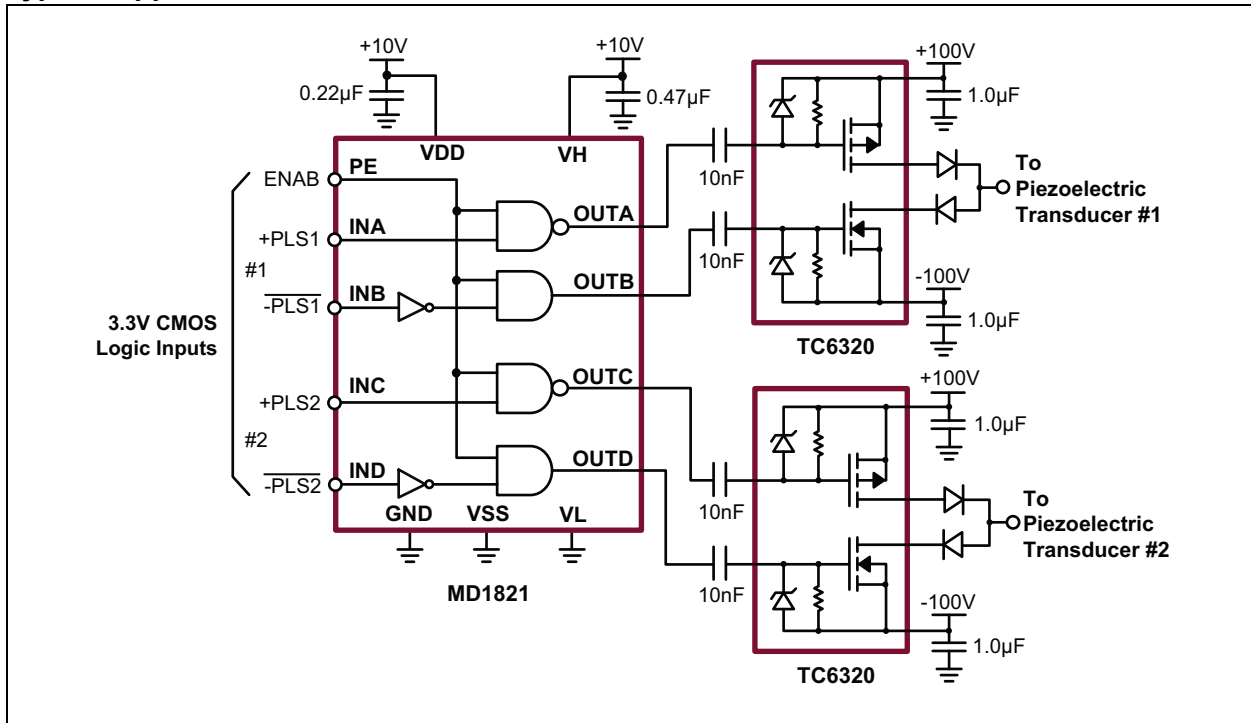 +10V
+10V
0.22µF
0.47µF
+100V
1.0µF
VDD
VH
ENAB
PE
10nF
To
Piezoelectric
Transducer #1
+PLS1
INA
OUTA
#1
-PLS1
INB
OUTB
10nF
-100V
1.0µF
3.3V CMOS
Logic Inputs
TC6320
+PLS2
INC
OUTC
+100V
1.0µF
#2
-PLS2
IND
OUTD
10nF
To
Piezoelectric
Transducer #2
GND
VSS
VL
MD1821
10nF
-100V
1.0µF
TC6320